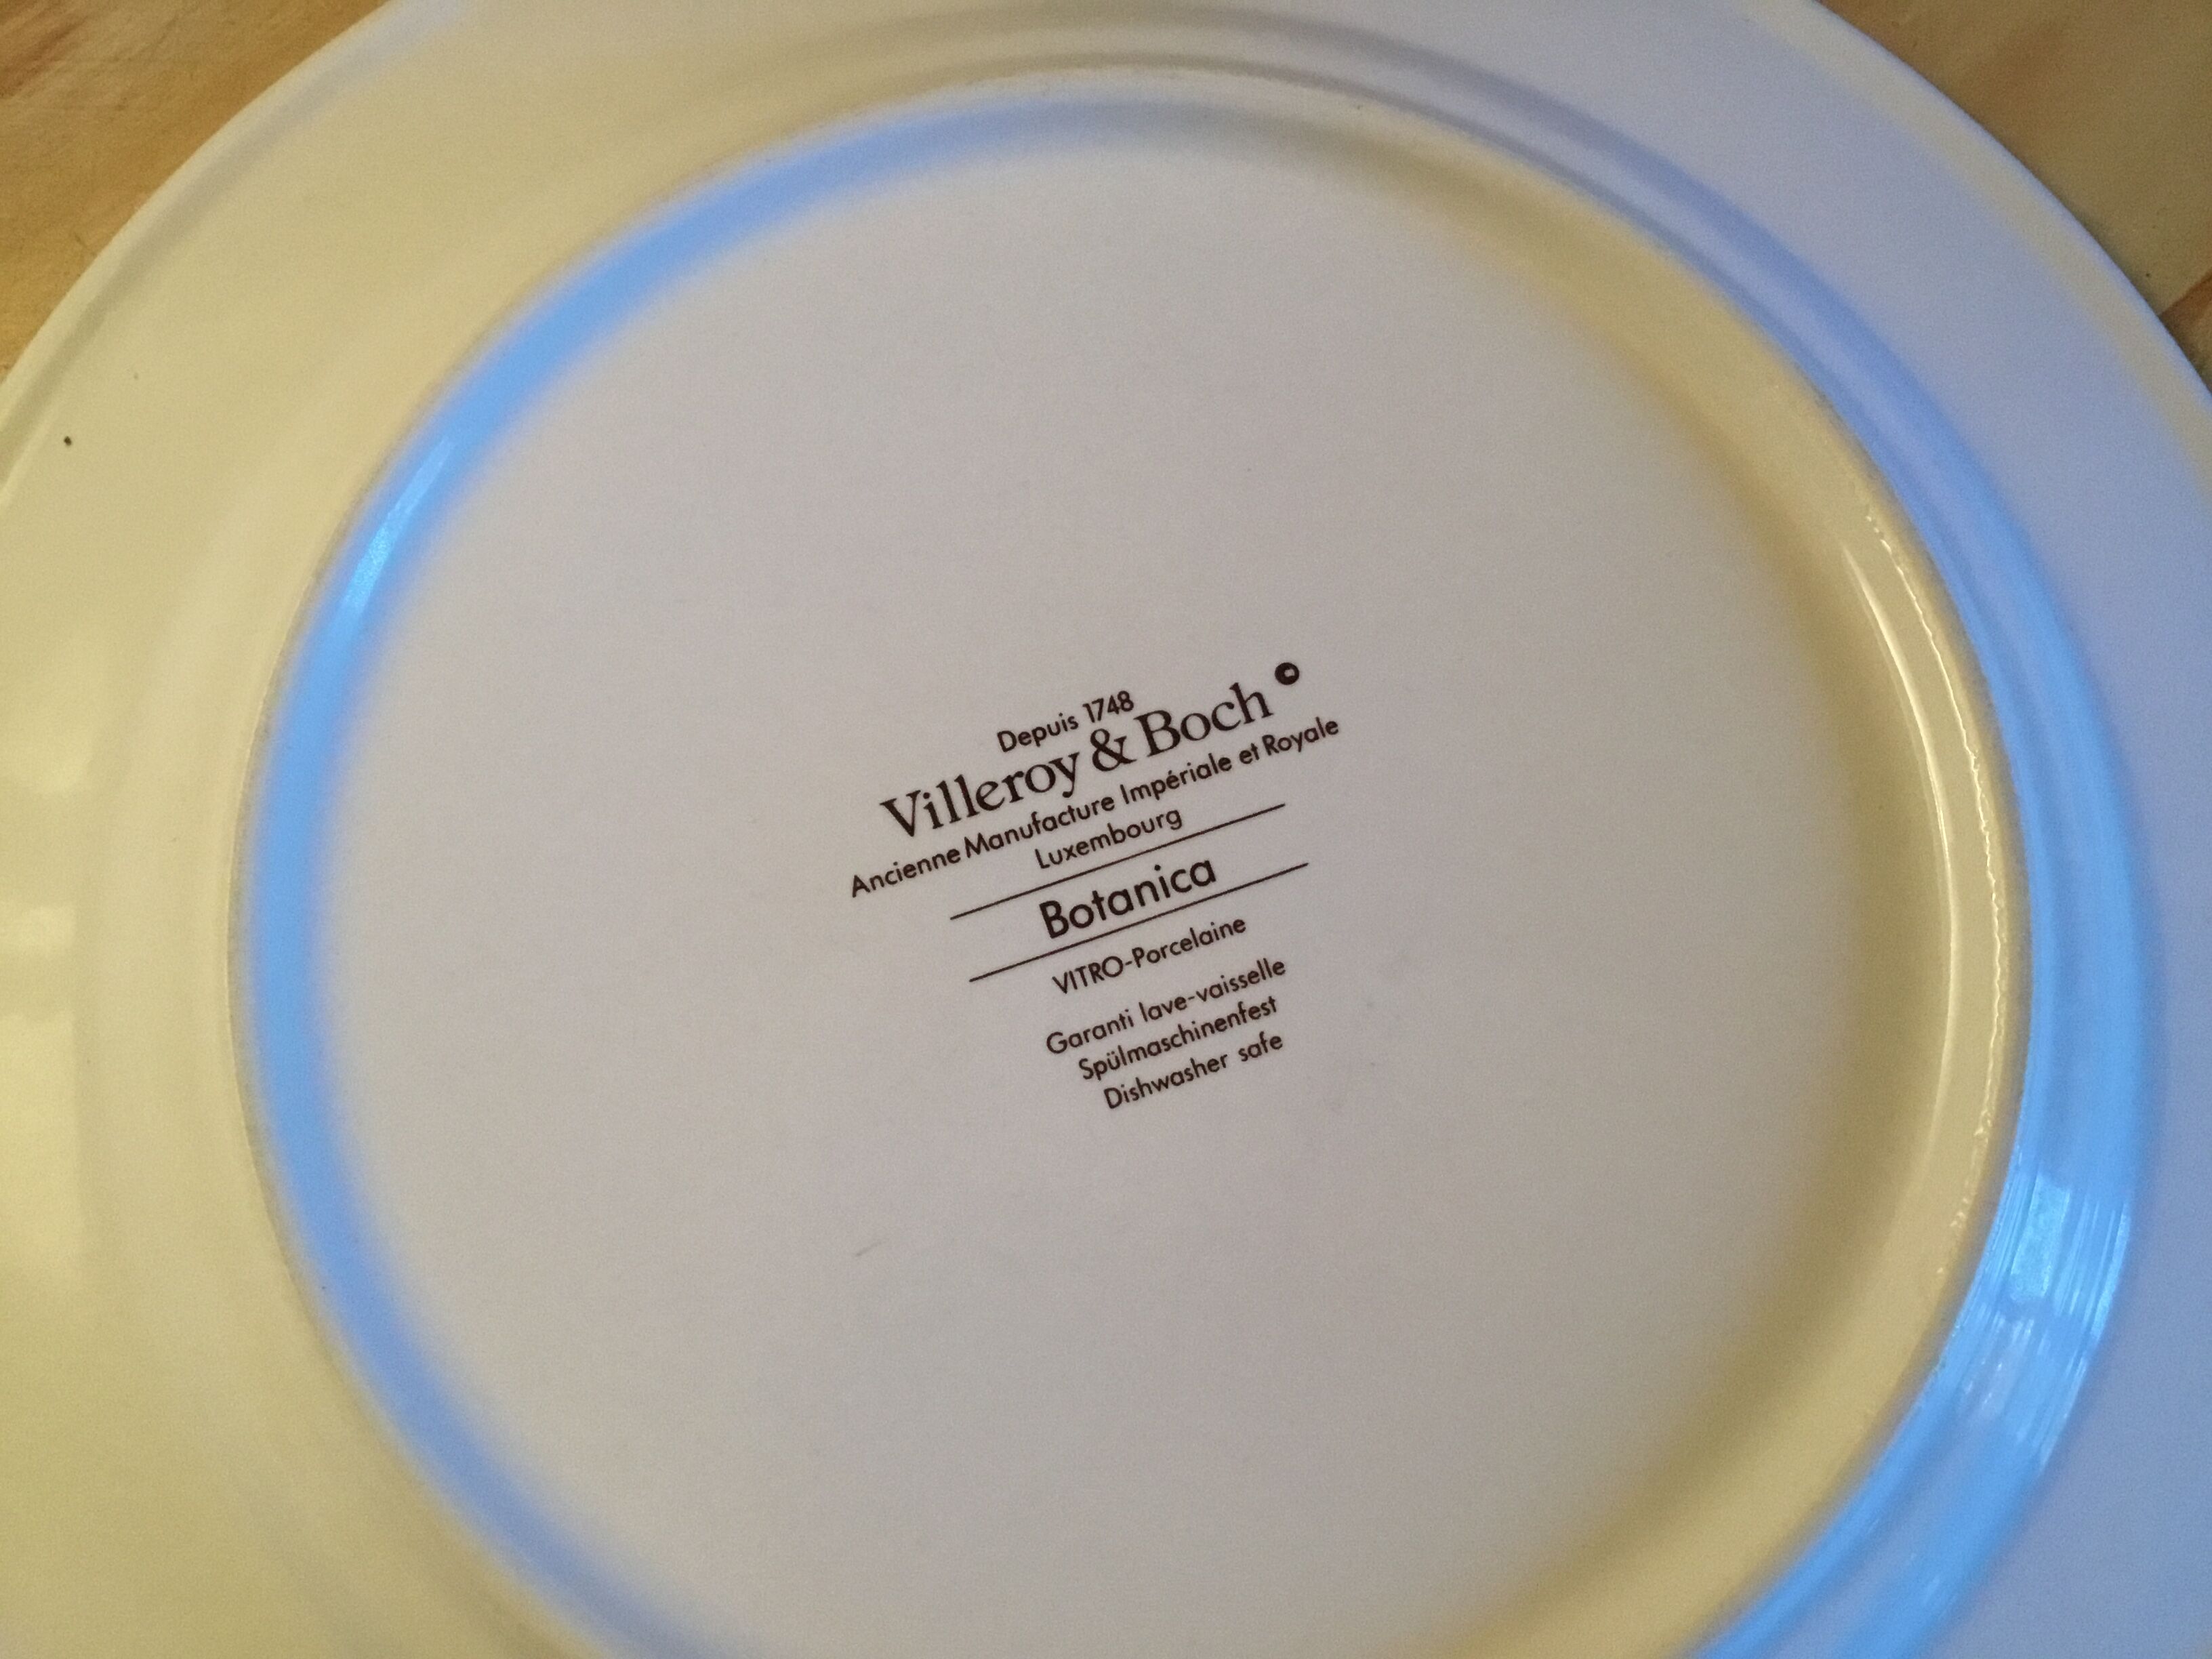 Depuis 1748
Villeroy & Boch ©
Ancienne Manufacture Impériale et Royale
Luxembourg
Botanica
VITRO-Porcelaine
Garanti lave-vaisselle
Spülmaschinenfest
Dishwasher safe